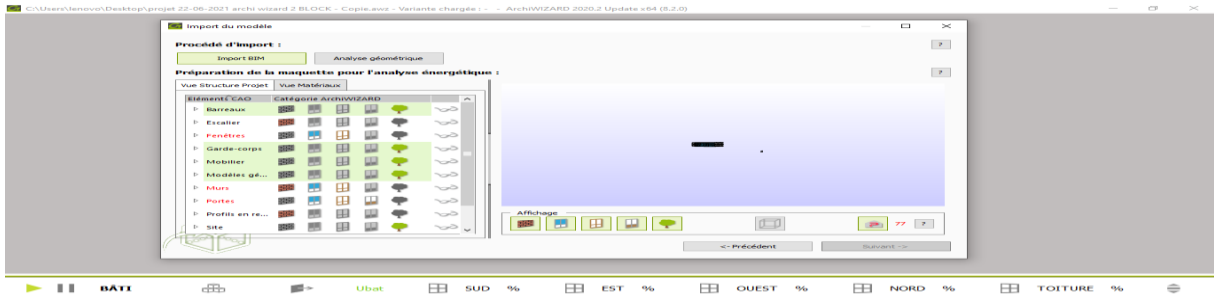 C:\Users\lenovo\Desktop\projet 22-06-2021 archi wizard 2 BLOCK - Copie.awz - Variante chargée : - - ArchiWIZARD 2020.2 Update x64 (8.2.0)
Import du modèle
Procédé d'import :
?
Import BIM Analyse géométrique
Préparation de la maquette pour l'analyse énergétique :
?
Vue Structure Projet Vue Matériaux
Eléments CAO Catégorie ArchiWIZARD
Barreaux
Escalier
Fenêtres
Garde-corps
Mobilier
Modèles gé...
Murs
Portes
Profils en re...
Site
Affichage
77 ?
<- Précédent Suivant ->
BÂTI Ubat SUD % EST % OUEST % NORD % TOITURE %